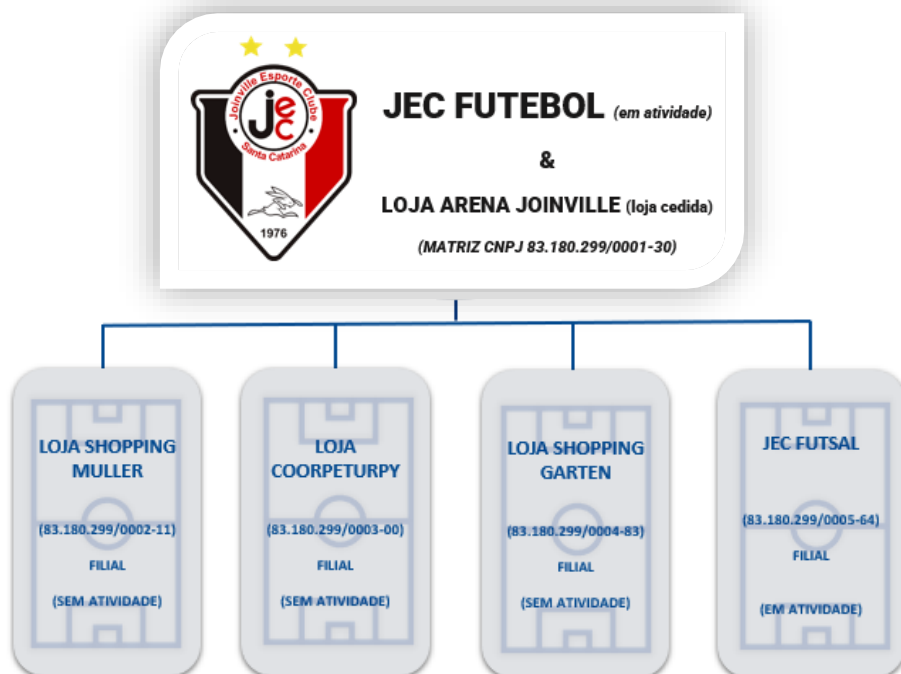 Joinville Esporte Clube
jec
Santa Catarina
1976
JEC FUTEBOL (em atividade)
&
LOJA ARENA JOINVILLE (loja cedida)
(MATRIZ CNPJ 83.180.299/0001-30)
LOJA SHOPPING
MULLER
(83.180.299/0002-11)
FILIAL
(SEM ATIVIDADE)
LOJA
COORPETURPY
(83.180.299/0003-00)
FILIAL
(SEM ATIVIDADE)
LOJA SHOPPING
GARTEN
(83.180.299/0004-83)
FILIAL
(SEM ATIVIDADE)
JEC FUTSAL
(83.180.299/0005-64)
FILIAL
(EM ATIVIDADE)